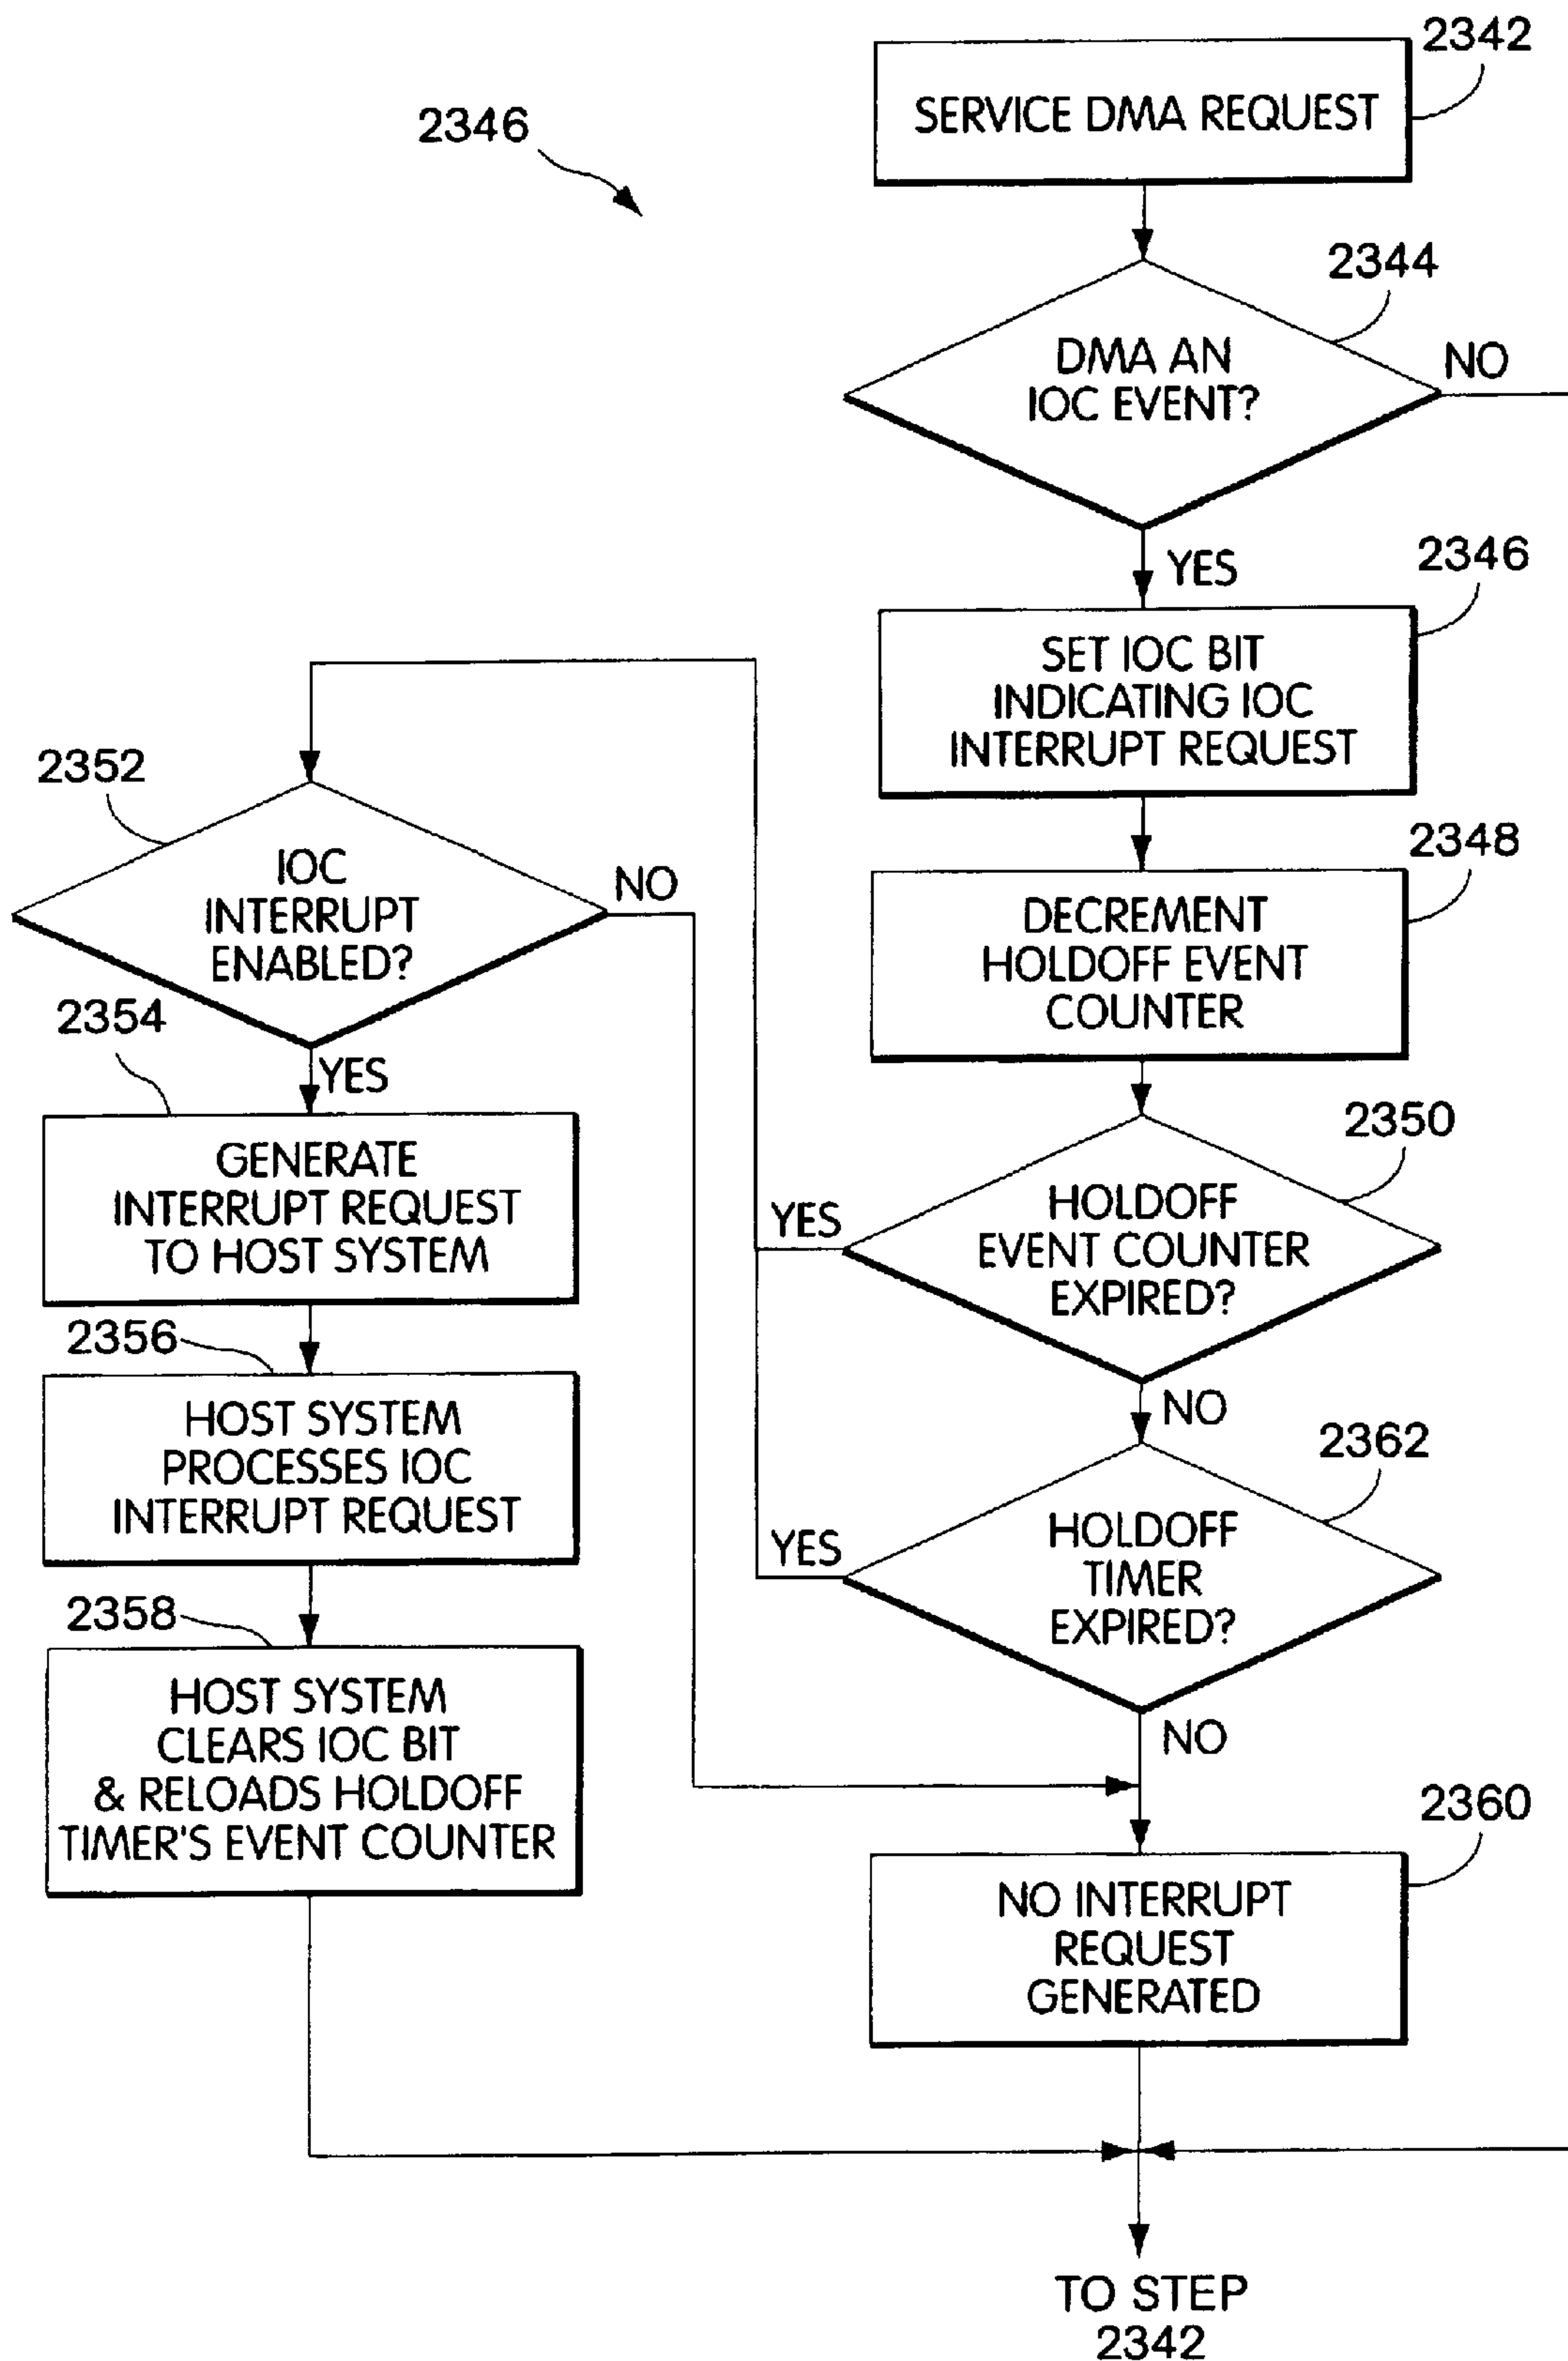 2342
SERVICE DMA REQUEST
2346
2344
DMA AN
IOC EVENT?
NO
YES
2346
SET IOC BIT
INDICATING IOC
INTERRUPT REQUEST
2348
DECREMENT
HOLDOFF EVENT
COUNTER
2350
HOLDOFF
EVENT COUNTER
EXPIRED?
YES
NO
2362
HOLDOFF
TIMER
EXPIRED?
YES
NO
2352
IOC
INTERRUPT
ENABLED?
NO
YES
2354
GENERATE
INTERRUPT REQUEST
TO HOST SYSTEM
2356
HOST SYSTEM
PROCESSES IOC
INTERRUPT REQUEST
2358
HOST SYSTEM
CLEARS IOC BIT
& RELOADS HOLDOFF
TIMER'S EVENT COUNTER
2360
NO INTERRUPT
REQUEST
GENERATED
TO STEP
2342